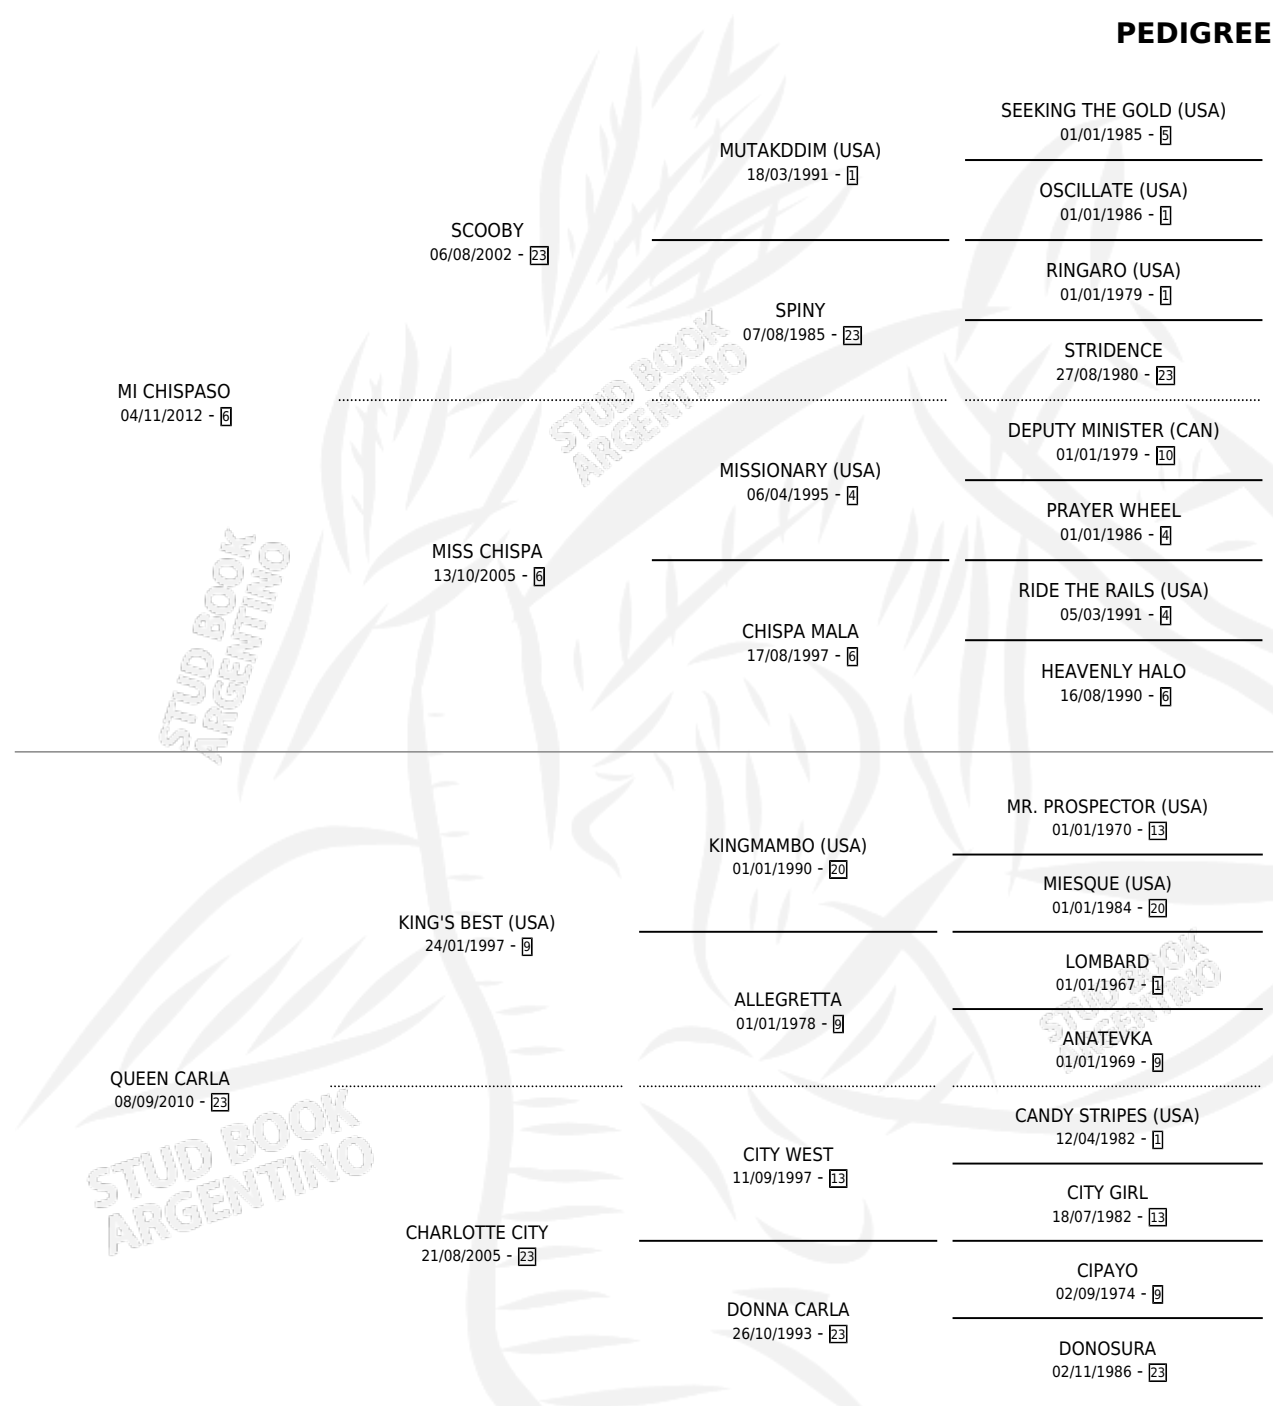 PEDIGREE
SEEKING THE GOLD (USA)
01/01/1985 - 5
MUTAKDDIM (USA)
18/03/1991 - 1
OSCILLATE (USA)
01/01/1986 - 1
SCOOBY
06/08/2002 - 23
RINGARO (USA)
01/01/1979 - 1
SPINY
07/08/1985 - 23
STRIDENCE
27/08/1980 - 23
MI CHISPASO
04/11/2012 - 6
DEPUTY MINISTER (CAN)
01/01/1979 - 10
MISSIONARY (USA)
06/04/1995 - 4
PRAYER WHEEL
01/01/1986 - 4
MISS CHISPA
13/10/2005 - 6
RIDE THE RAILS (USA)
05/03/1991 - 4
CHISPA MALA
17/08/1997 - 6
HEAVENLY HALO
16/08/1990 - 6
MR. PROSPECTOR (USA)
01/01/1970 - 13
KINGMAMBO (USA)
01/01/1990 - 20
MIESQUE (USA)
01/01/1984 - 20
KING'S BEST (USA)
24/01/1997 - 9
LOMBARD
01/01/1967 - 1
ALLEGRETTA
01/01/1978 - 9
ANATEVKA
01/01/1969 - 9
QUEEN CARLA
08/09/2010 - 23
CANDY STRIPES (USA)
12/04/1982 - 1
CITY WEST
11/09/1997 - 13
CITY GIRL
18/07/1982 - 13
CHARLOTTE CITY
21/08/2005 - 23
CIPAYO
02/09/1974 - 9
DONNA CARLA
26/10/1993 - 23
DONOSURA
02/11/1986 - 23
STUD BOOK
ARGENTINO
STUD BOOK
ARGENTINO
STUD BOOK
ARGENTINO
STUD BOOK
ARGENTINO